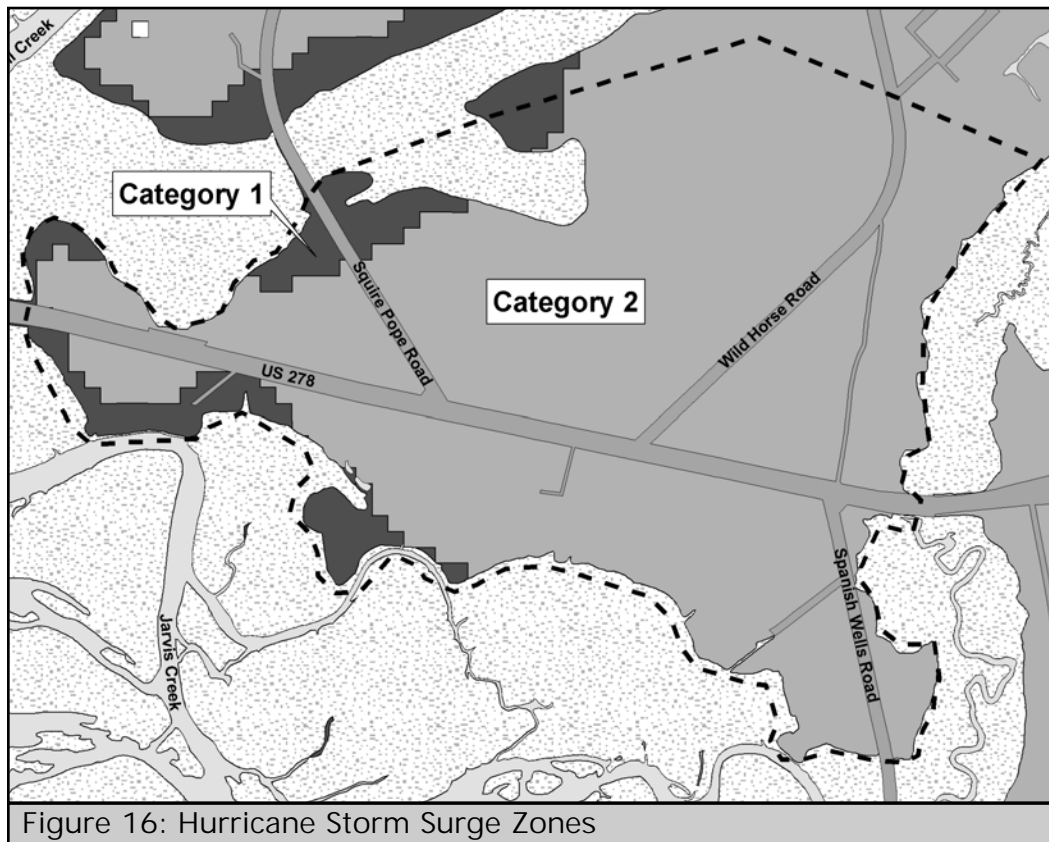 ll Creek
Category 1
Squire Pope Road
Category 2
Wild Horse Road
US 278
Spanish Wells Road
Jarvis Creek
Figure 16: Hurricane Storm Surge Zones